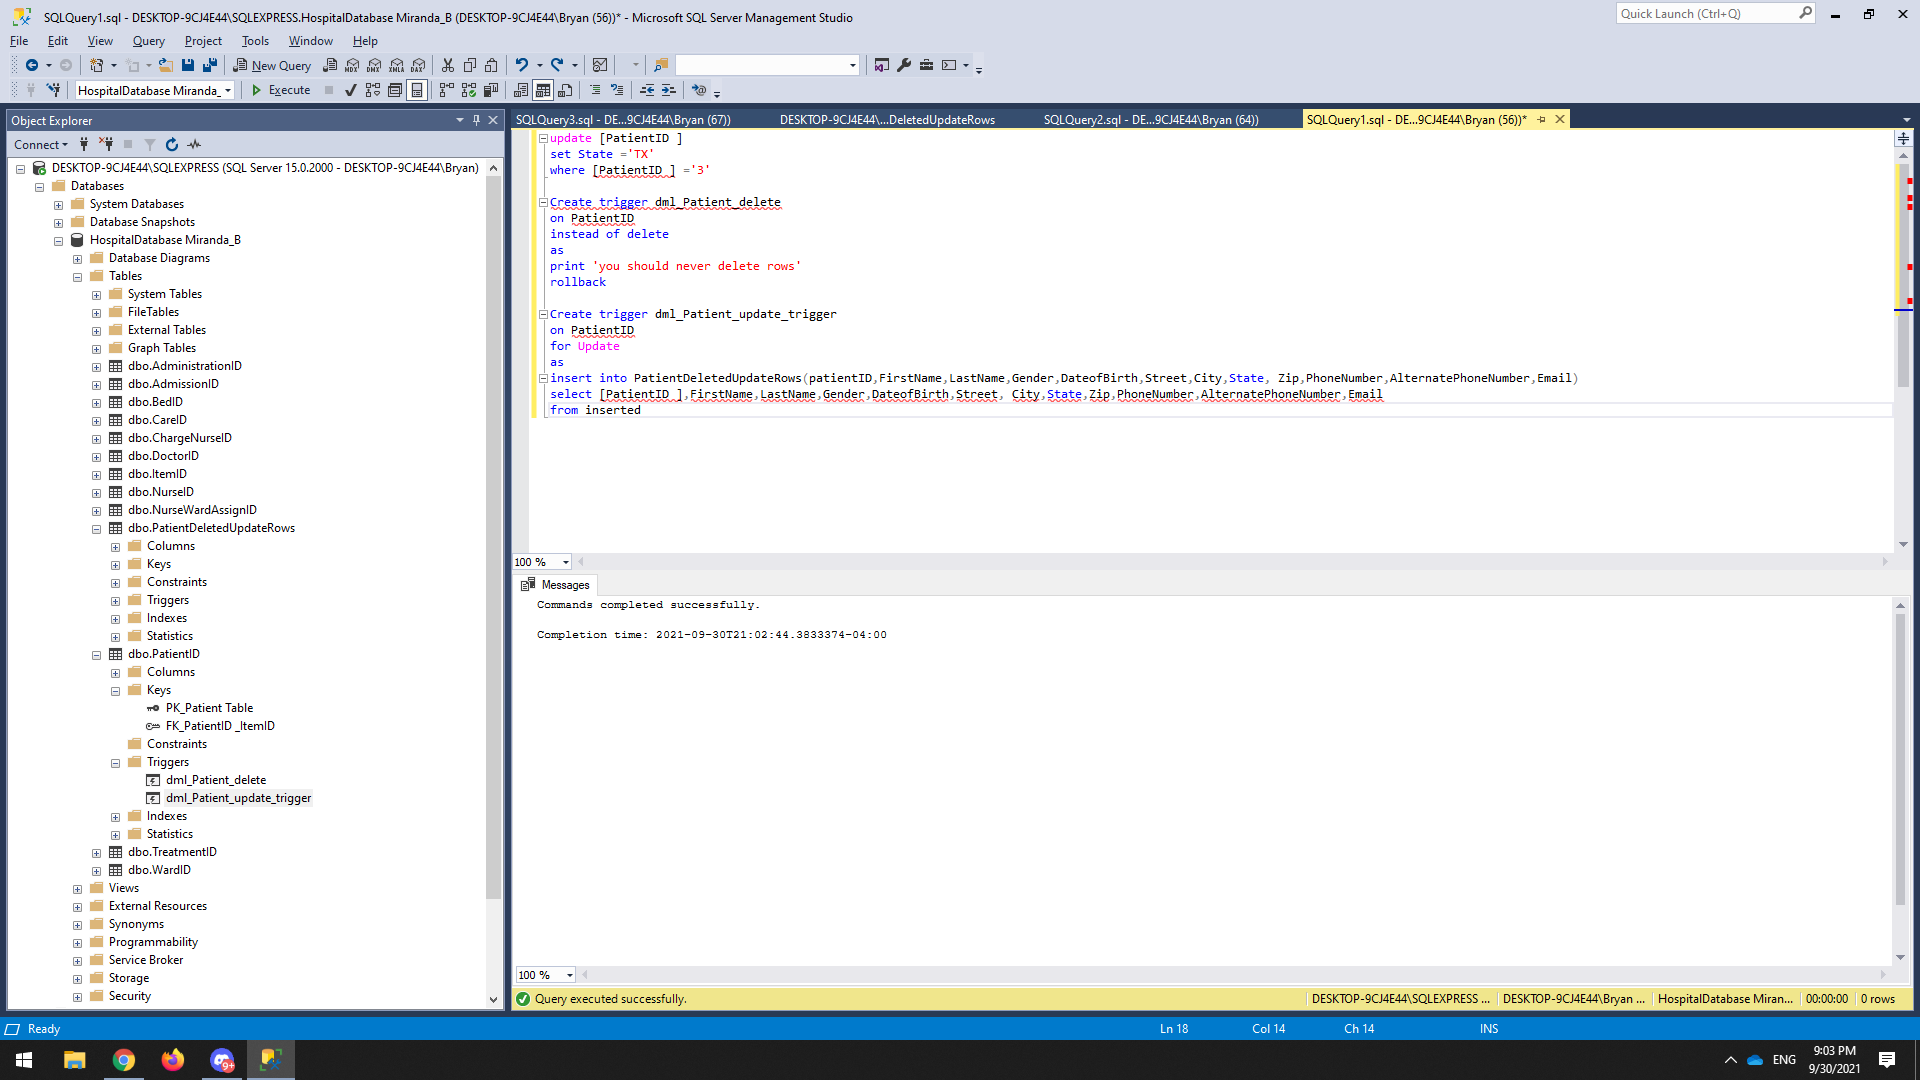 SQLQuery1.sql - DESKTOP-9CJ4E44\SQLEXPRESS.HospitalDatabase Miranda_B (DESKTOP-9CJ4E44\Bryan (56))* - Microsoft SQL Server Management Studio
Quick Launch (Ctrl+Q)
File Edit View Query Project Tools Window Help
New Query
MDX DMX XMLA DAX
HospitalDatabase Miranda_
Execute
Object Explorer
Connect
DESKTOP-9CJ4E44\SQLEXPRESS (SQL Server 15.0.2000 - DESKTOP-9CJ4E44\Bryan)
Databases
System Databases
Database Snapshots
HospitalDatabase Miranda_B
Database Diagrams
Tables
System Tables
FileTables
External Tables
Graph Tables
dbo.AdministrationID
dbo.AdmissionID
dbo.BedID
dbo.CareID
dbo.ChargeNurseID
dbo.DoctorID
dbo.ItemID
dbo.NurseID
dbo.NurseWardAssignID
dbo.PatientDeletedUpdateRows
Columns
Keys
Constraints
Triggers
Indexes
Statistics
dbo.PatientID
Columns
Keys
PK_Patient Table
FK_PatientID _ItemID
Constraints
Triggers
dml_Patient_delete
dml_Patient_update_trigger
Indexes
Statistics
dbo.TreatmentID
dbo.WardID
Views
External Resources
Synonyms
Programmability
Service Broker
Storage
Security
SQLQuery3.sql - DE...9CJ4E44\Bryan (67))
DESKTOP-9CJ4E44\...DeletedUpdateRows
SQLQuery2.sql - DE...9CJ4E44\Bryan (64))
SQLQuery1.sql - DE...9CJ4E44\Bryan (56))*
update [PatientID ]
set State ='TX'
where [PatientID ] ='3'
Create trigger dml_Patient_delete
on PatientID
instead of delete
as
print 'you should never delete rows'
rollback
Create trigger dml_Patient_update_trigger
on PatientID
for Update
as
insert into PatientDeletedUpdateRows(patientID,FirstName,LastName,Gender,DateofBirth,Street,City,State, Zip,PhoneNumber,AlternatePhoneNumber,Email)
select [PatientID ],FirstName,LastName,Gender,DateofBirth,Street, City,State,Zip,PhoneNumber,AlternatePhoneNumber,Email
from inserted
100 %
Messages
Commands completed successfully.
Completion time: 2021-09-30T21:02:44.3833374-04:00
100 %
Query executed successfully.
DESKTOP-9CJ4E44\SQLEXPRESS ...
DESKTOP-9CJ4E44\Bryan ...
HospitalDatabase Miran...
00:00:00
0 rows
Ready
Ln 18
Col 14
Ch 14
INS
9+
ENG
9:03 PM
9/30/2021